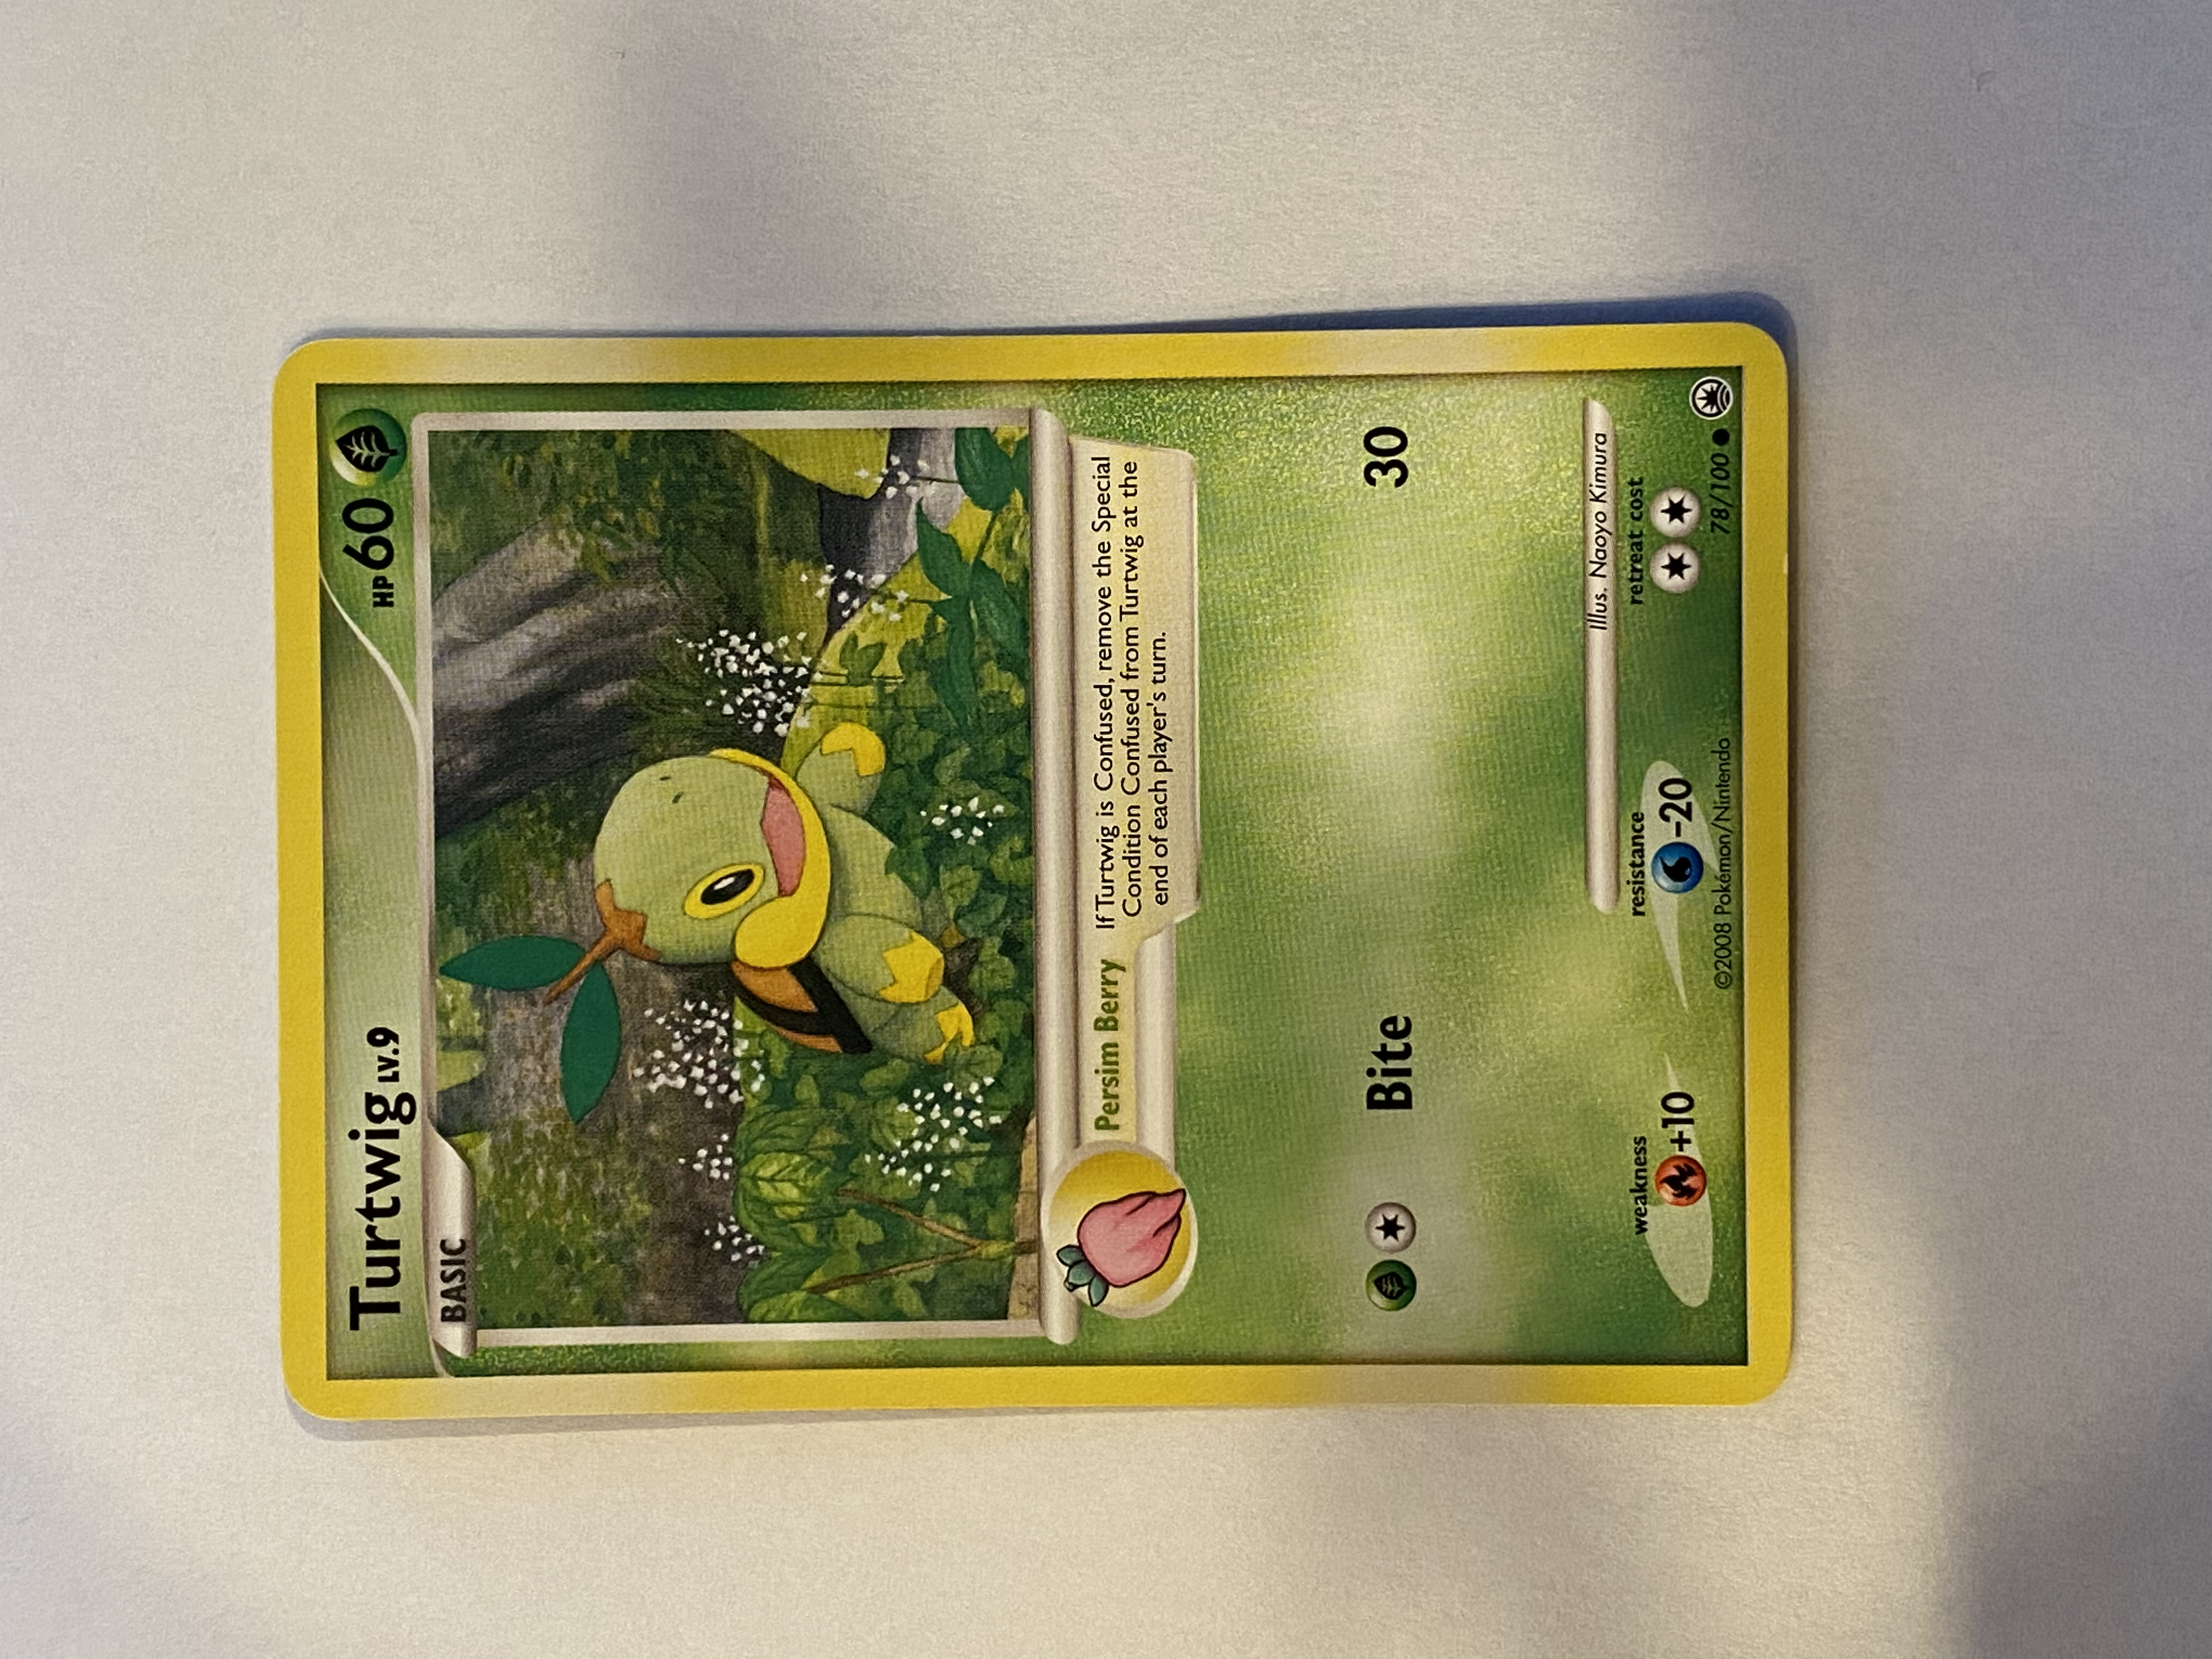 Turtwig LV.9
HP 60
BASIC
Persim Berry
If Turtwig is Confused, remove the Special
Condition Confused from Turtwig at the
end of each player's turn.
Bite 30
Illus. Naoyo Kimura
weakness resistance retreat cost
+10 -20
©2008 Pokémon/Nintendo 78/100